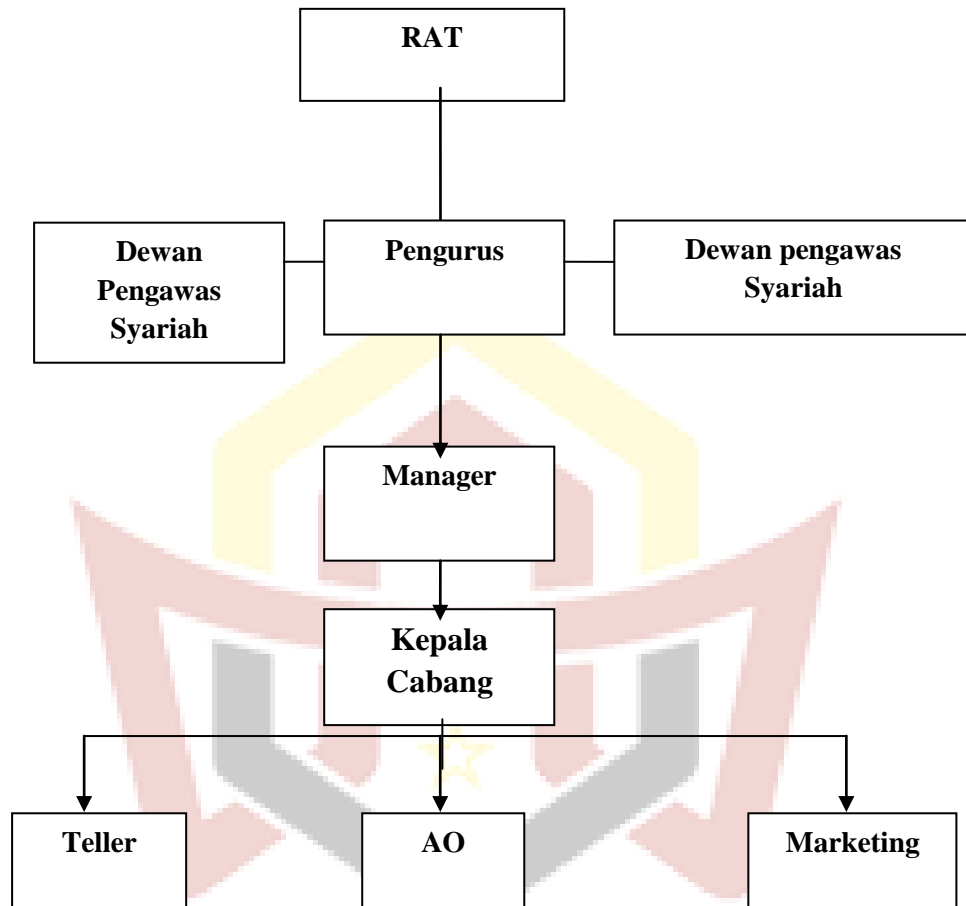 RAT
Dewan
Pengawas
Syariah
Pengurus
Dewan pengawas
Syariah
Manager
Kepala
Cabang
Teller
AO
Marketing